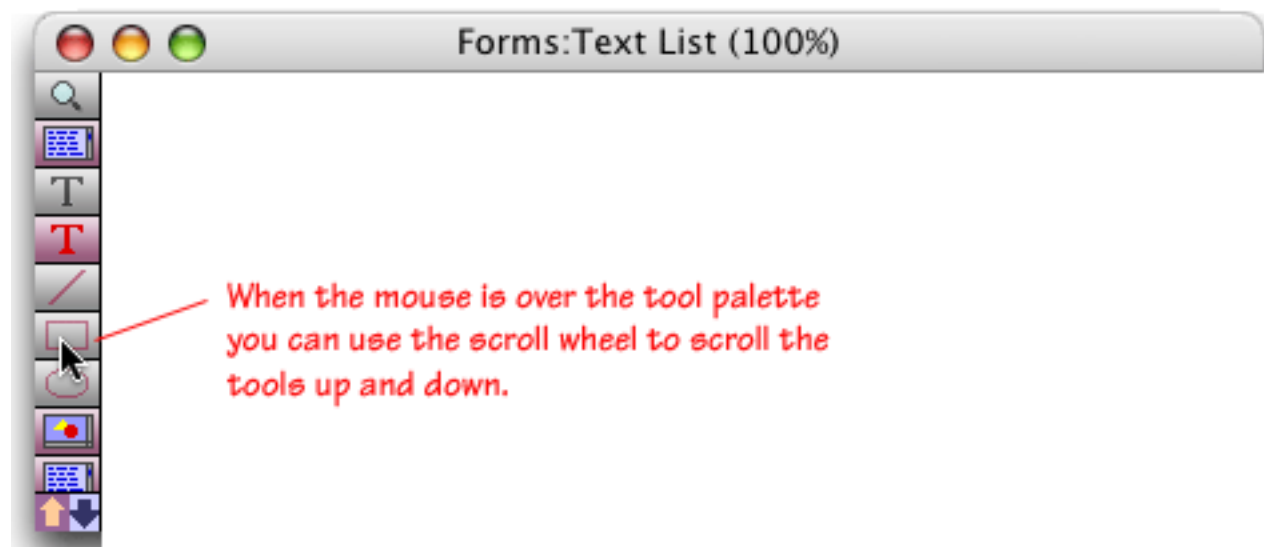 Forms:Text List (100%)
T
T
When the mouse is over the tool palette
you can use the scroll wheel to scroll the
tools up and down.